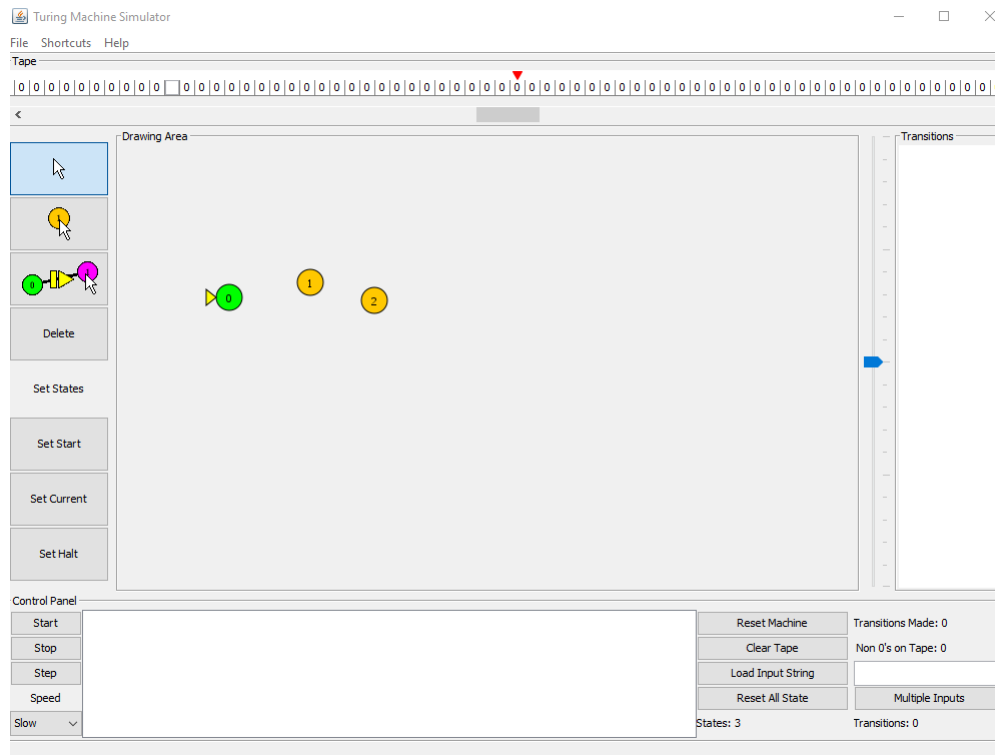 Turing Machine Simulator
File Shortcuts Help
Tape
0 0 0 0 0 0 0 0 0 0 0 0 0 0 0 0 0 0 0 0 0 0 0 0 0 0 0 0 0 0 0 0 0 0 0 0 0 0 0 0 0 0 0 0 0 0 0 0 0 0 0 0 0 0 0 0 0 0 0 0 0 0 0 0
Drawing Area
Transitions
1
0
1
2
0
Delete
Set States
Set Start
Set Current
Set Halt
Control Panel
Start Reset Machine Transitions Made: 0
Stop Clear Tape Non 0's on Tape: 0
Step Load Input String
Speed Reset All State Multiple Inputs
Slow States: 3 Transitions: 0